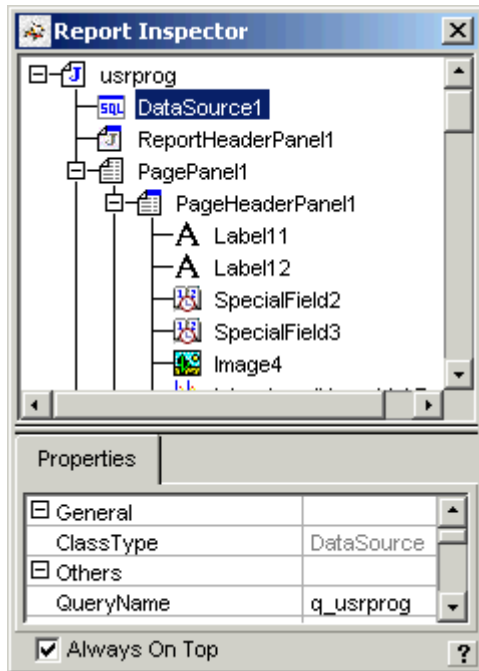 Report Inspector
usrprog
SQL DataSource1
ReportHeaderPanel1
PagePanel1
PageHeaderPanel1
A Label11
A Label12
SpecialField2
SpecialField3
Image4
Properties
General
ClassType DataSource
Others
QueryName q_usrprog
Always On Top ?